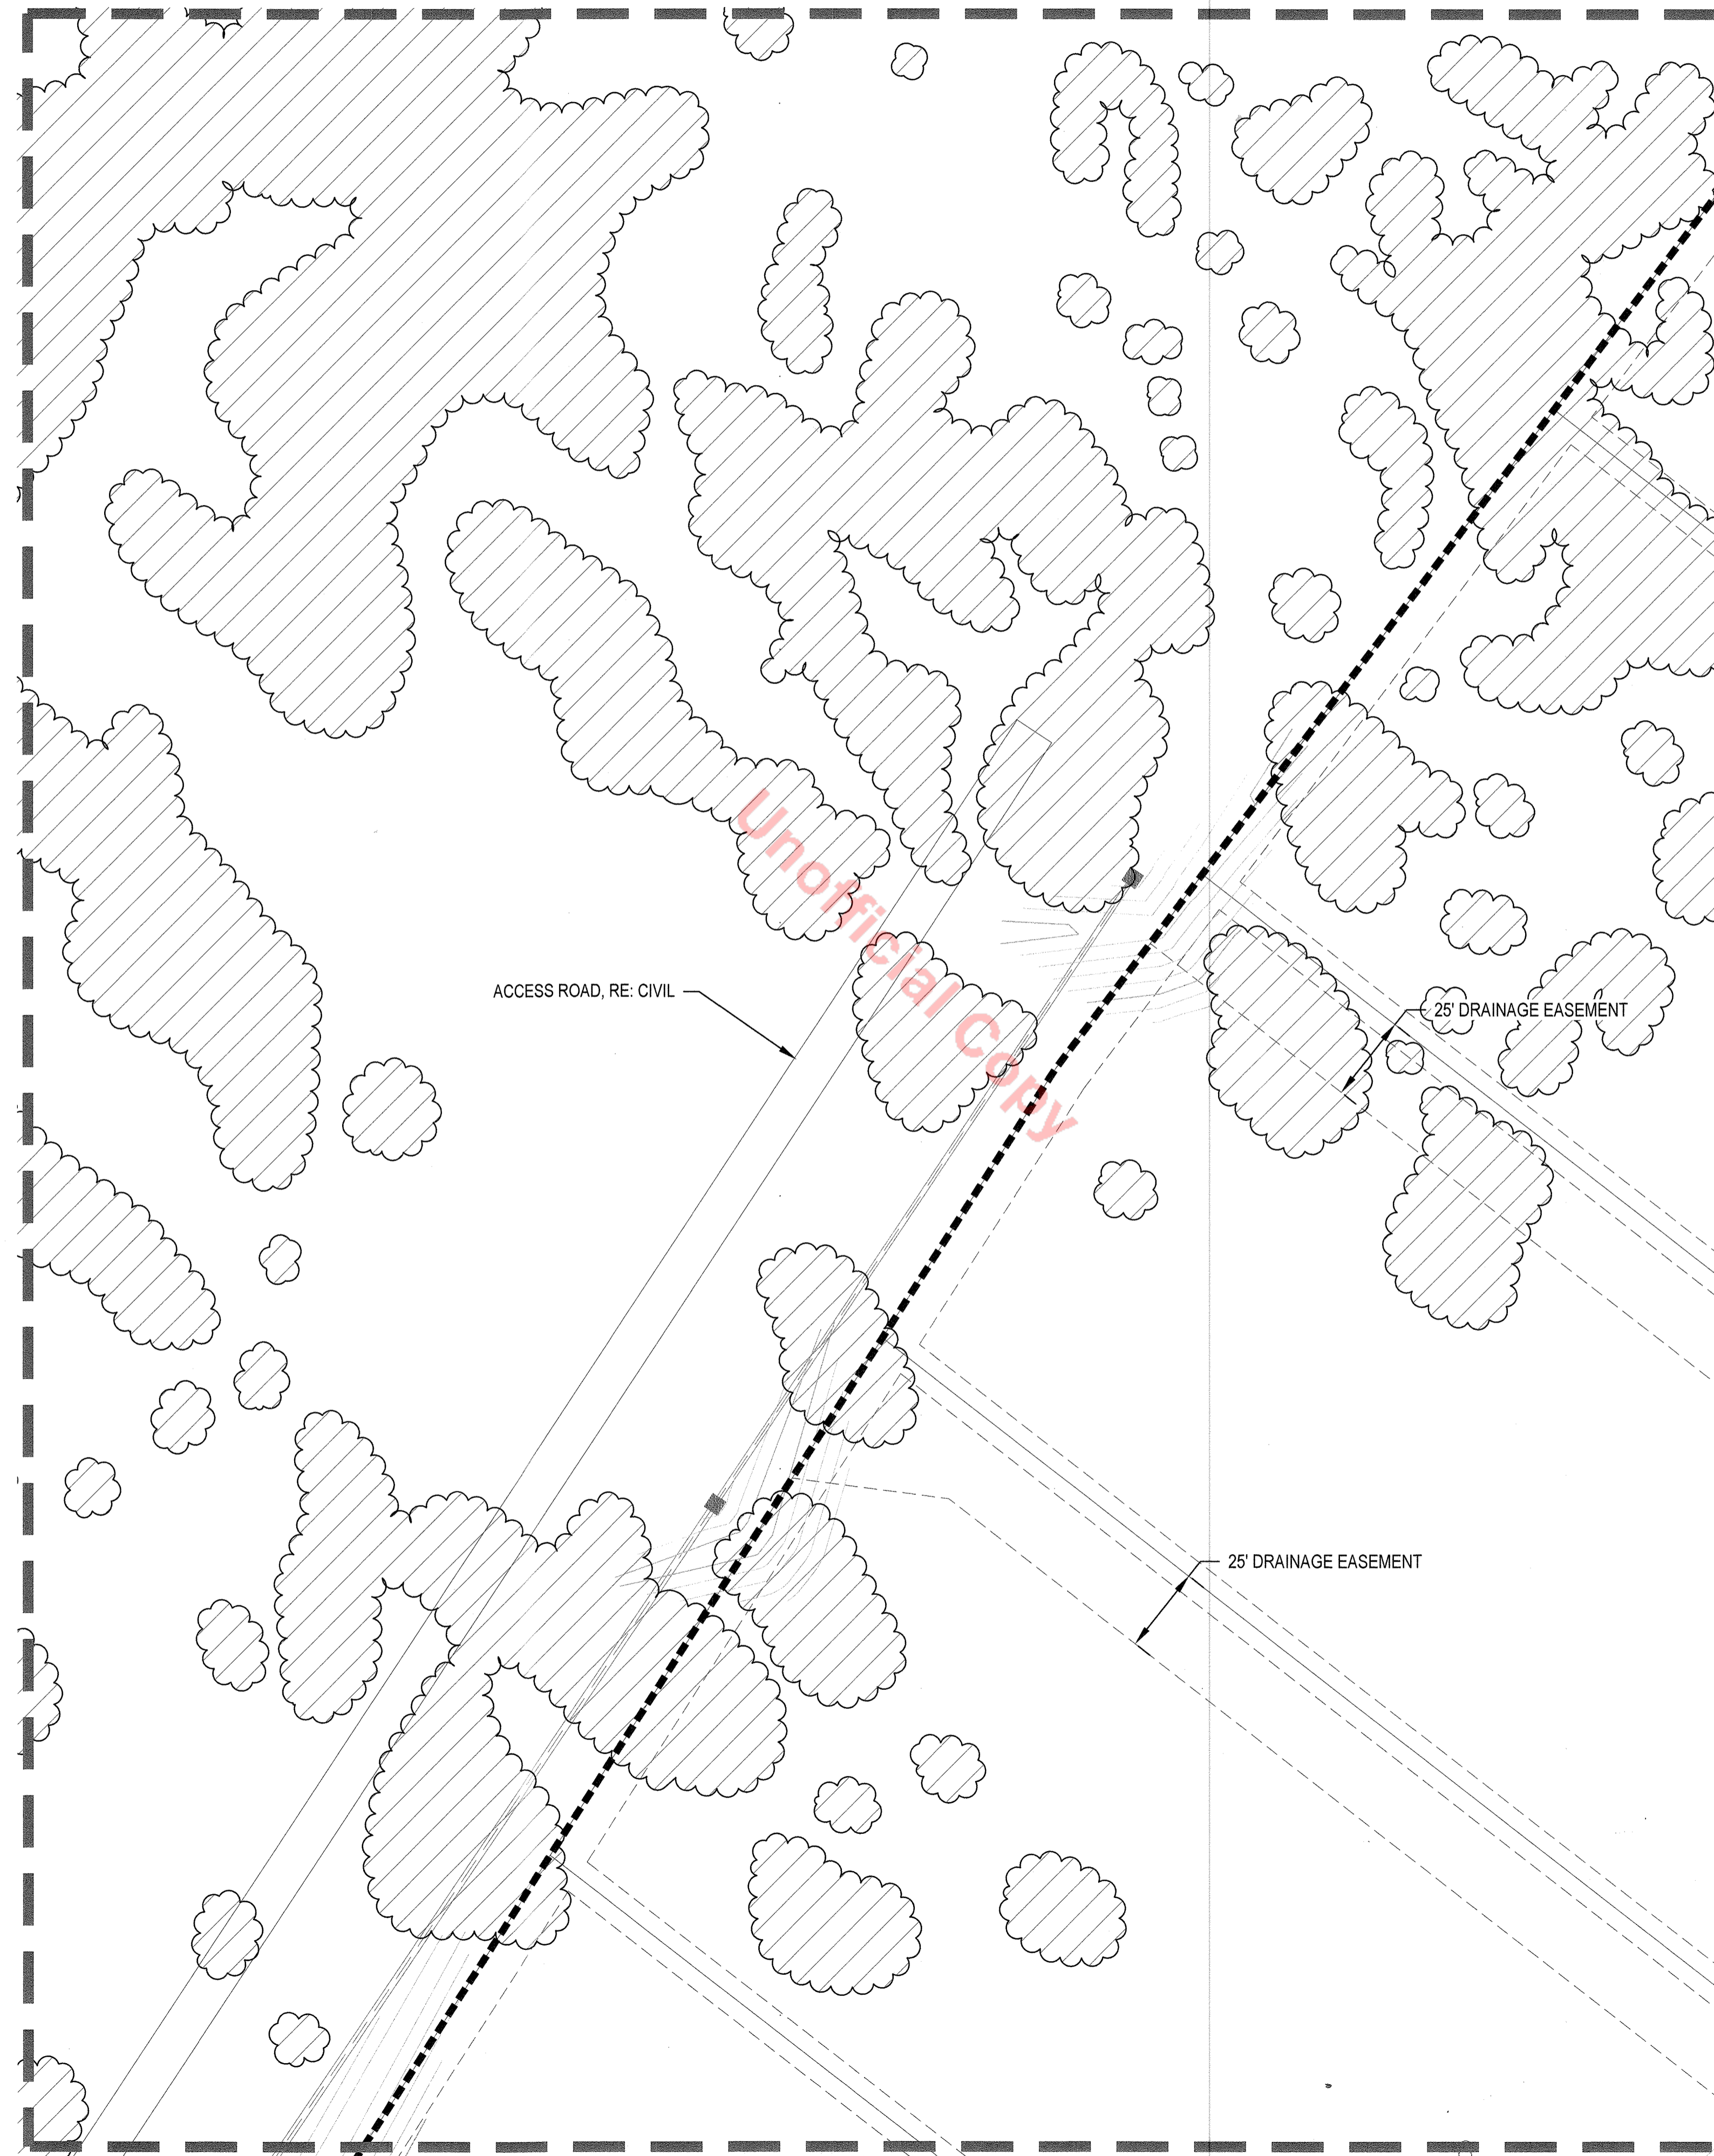 Unofficial Copy
ACCESS ROAD, RE: CIVIL
25' DRAINAGE EASEMENT
25' DRAINAGE EASEMENT